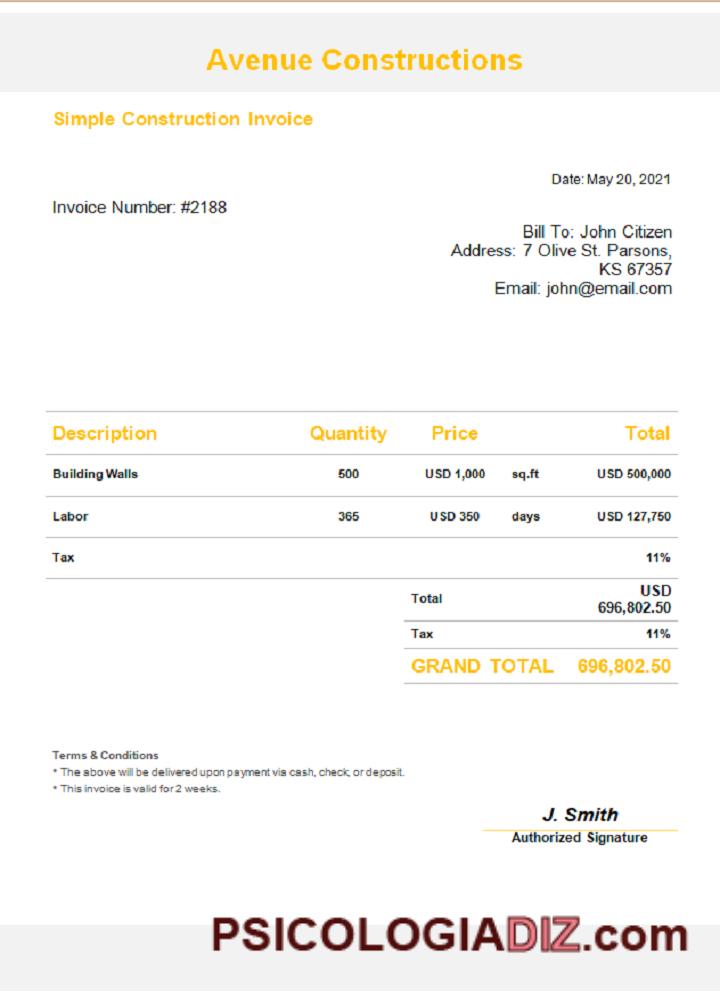 Avenue Constructions
Simple Construction Invoice
Date: May 20, 2021
Invoice Number: #2188
Bill To: John Citizen
Address: 7 Olive St. Parsons,
KS 67357
Email: john@email.com
Description Quantity Price Total
Building Walls 500 USD 1,000 sq.ft USD 500,000
Labor 365 USD 350 days USD 127,750
Tax 11%
Total USD
696,802.50
Tax 11%
GRAND TOTAL 696,802.50
Terms & Conditions
* The above will be delivered upon payment via cash, check, or deposit.
* This invoice is valid for 2 weeks.
J. Smith
Authorized Signature
PSICOLOGIADIZ.com